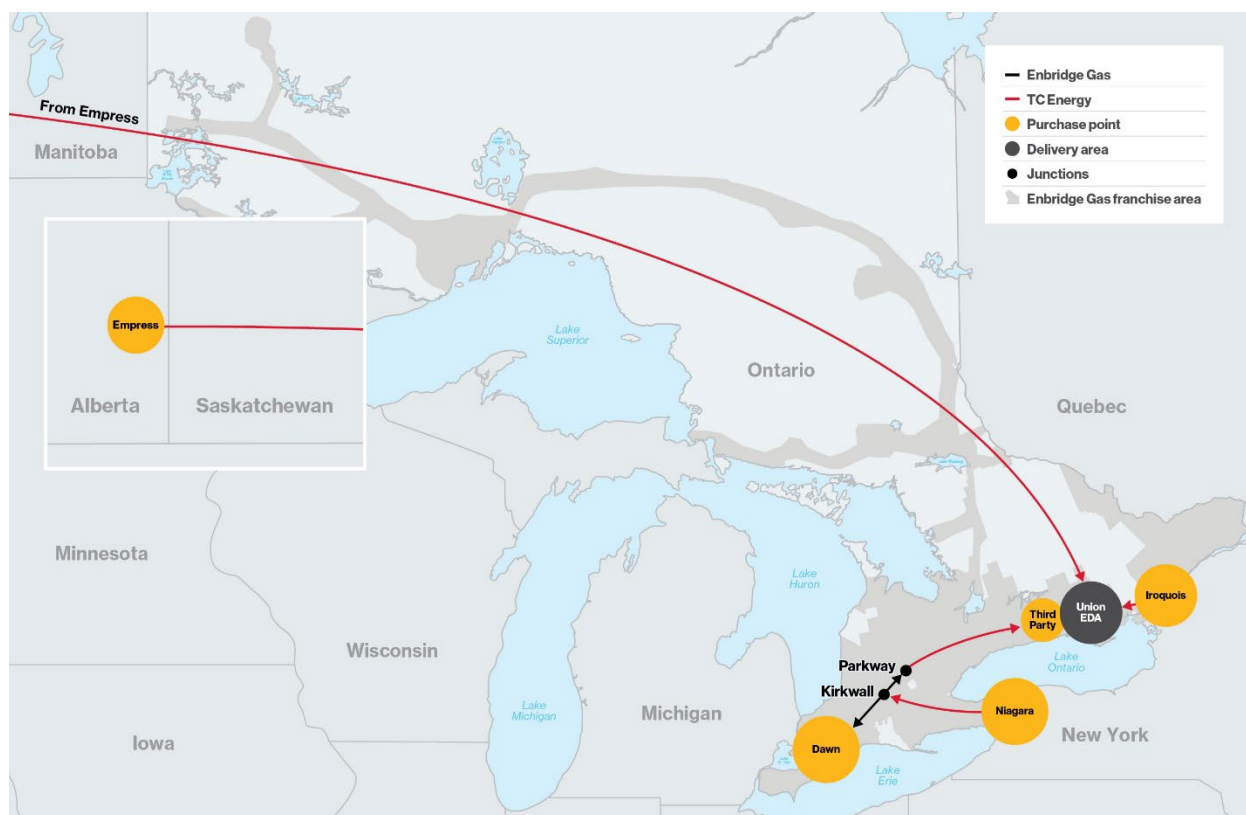 From Empress
Manitoba
Enbridge Gas
TC Energy
Purchase point
Delivery area
Junctions
Enbridge Gas franchise area
Empress
Alberta
Saskatchewan
Lake
Superior
Ontario
Quebec
Minnesota
Wisconsin
Iowa
Lake
Michigan
Michigan
Lake
Huron
Parkway
Kirkwall
Dawn
Third
Party
Union
EDA
Iroquois
Lake
Ontario
Niagara
Lake
Erie
New York